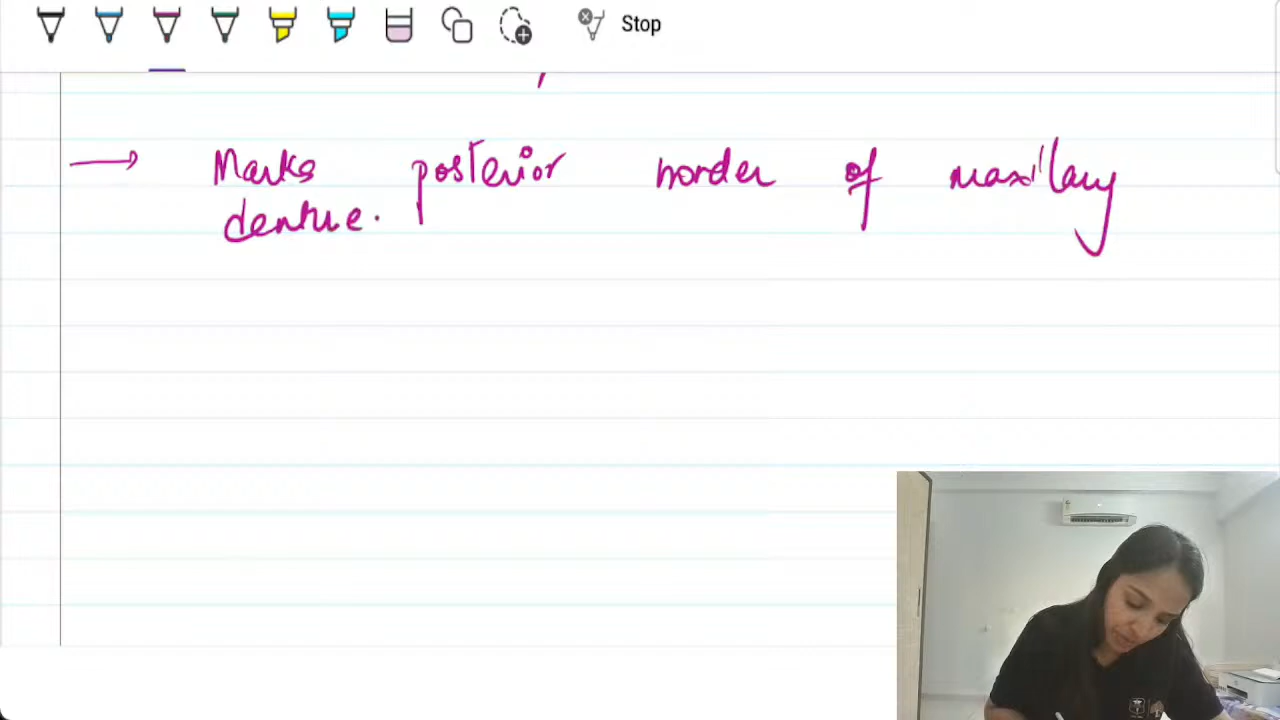 Stop
→ Marks posterior border of maxillary
denture.